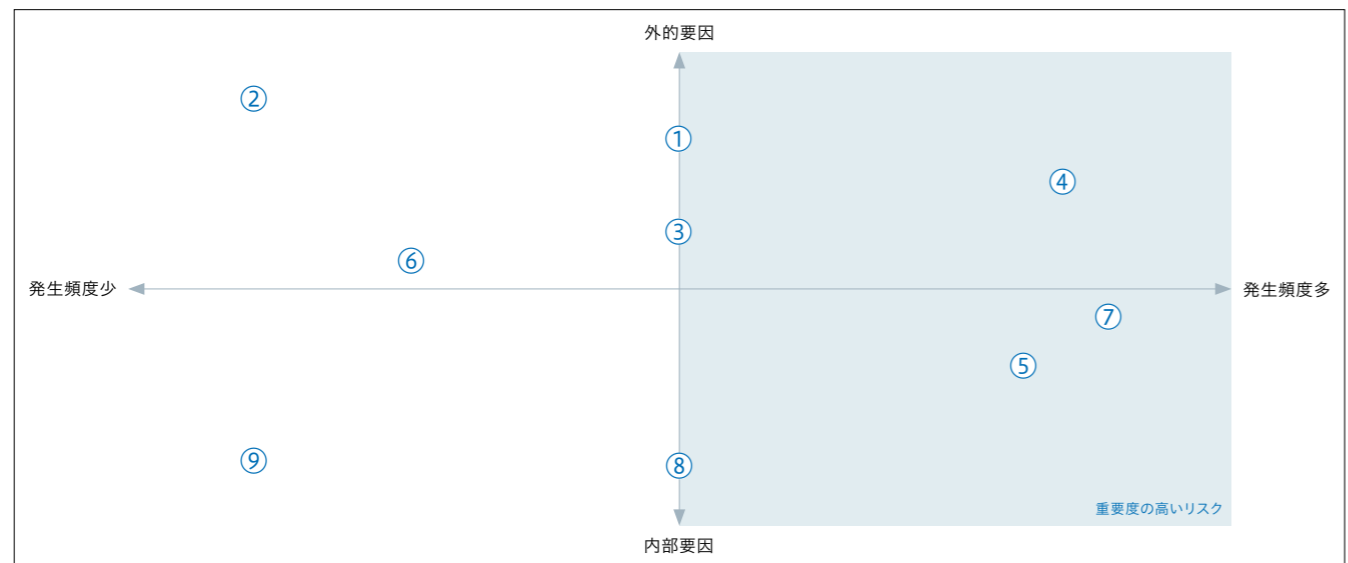 外的要因
②
①
④
③
⑥
発生頻度少
発生頻度多
⑦
⑤
⑨
⑧
重要度の高いリスク
内部要因